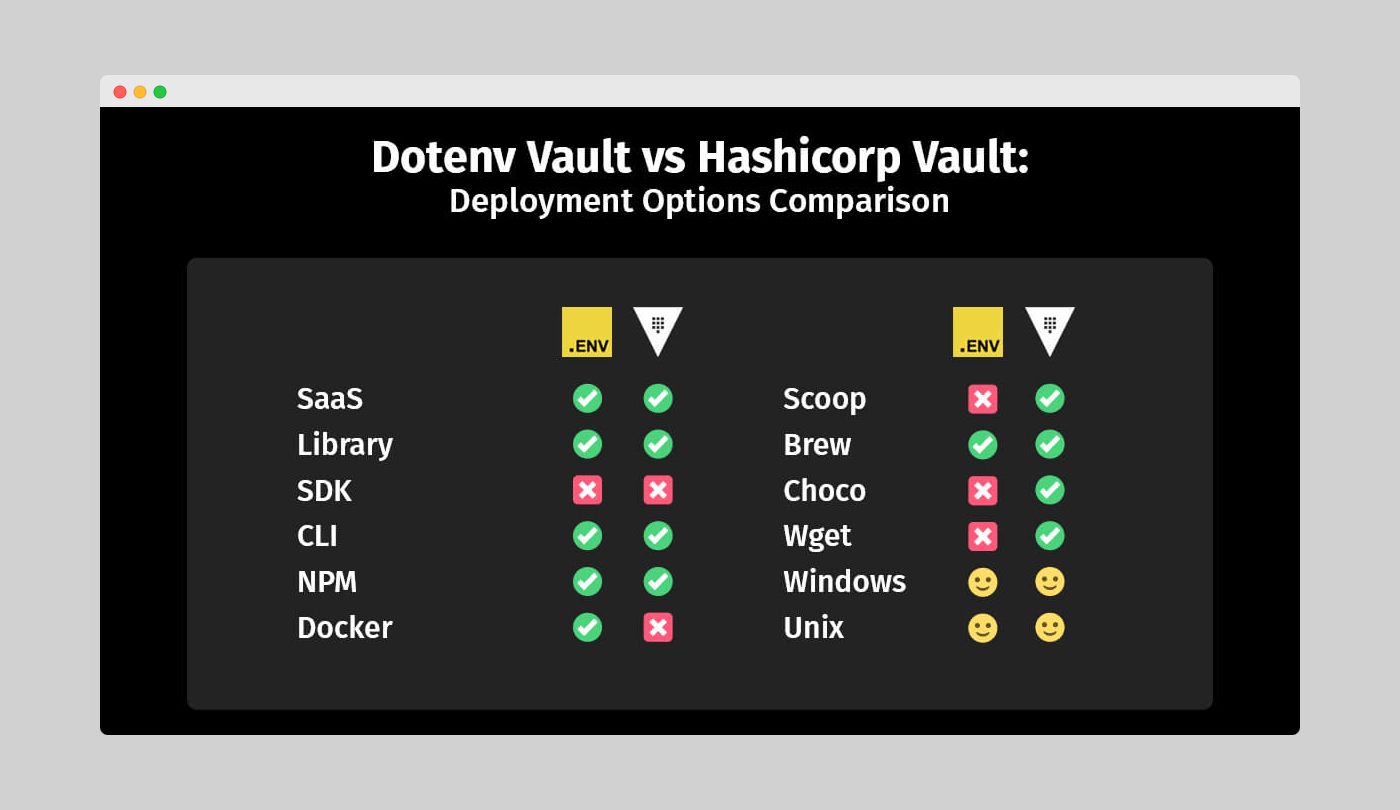 Dotenv Vault vs Hashicorp Vault:
Deployment Options Comparison
.ENV
SaaS
Library
SDK
CLI
NPM
Docker
.ENV
Scoop
Brew
Choco
Wget
Windows
Unix